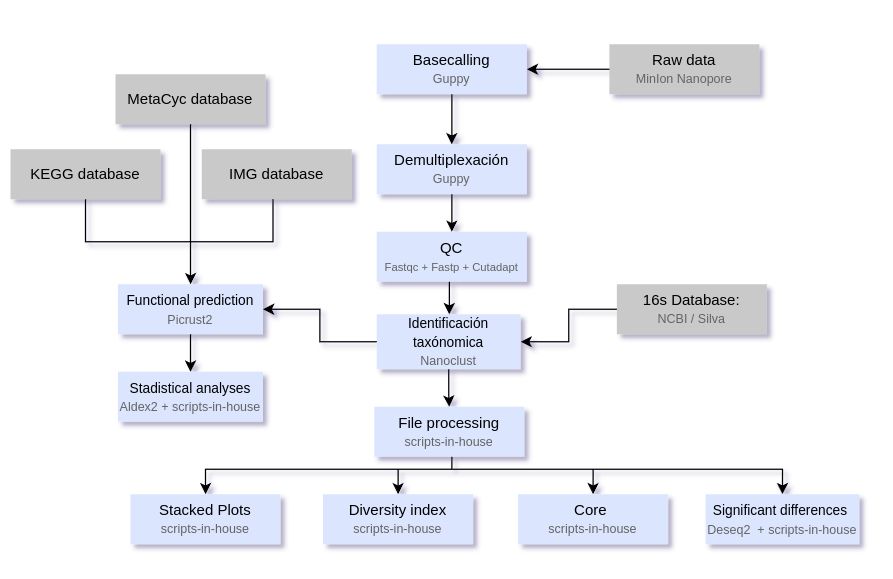 Basecalling
Guppy
Raw data
MinIon Nanopore
MetaCyc database
Demultiplexación
Guppy
KEGG database
IMG database
QC
Fastqc + Fastp + Cutadapt
Functional prediction
Picrust2
16s Database:
NCBI / Silva
Identificación
taxónomica
Nanoclust
Stadistical analyses
Aldex2 + scripts-in-house
File processing
scripts-in-house
Stacked Plots
scripts-in-house
Diversity index
scripts-in-house
Core
scripts-in-house
Significant differences
Deseq2 + scripts-in-house